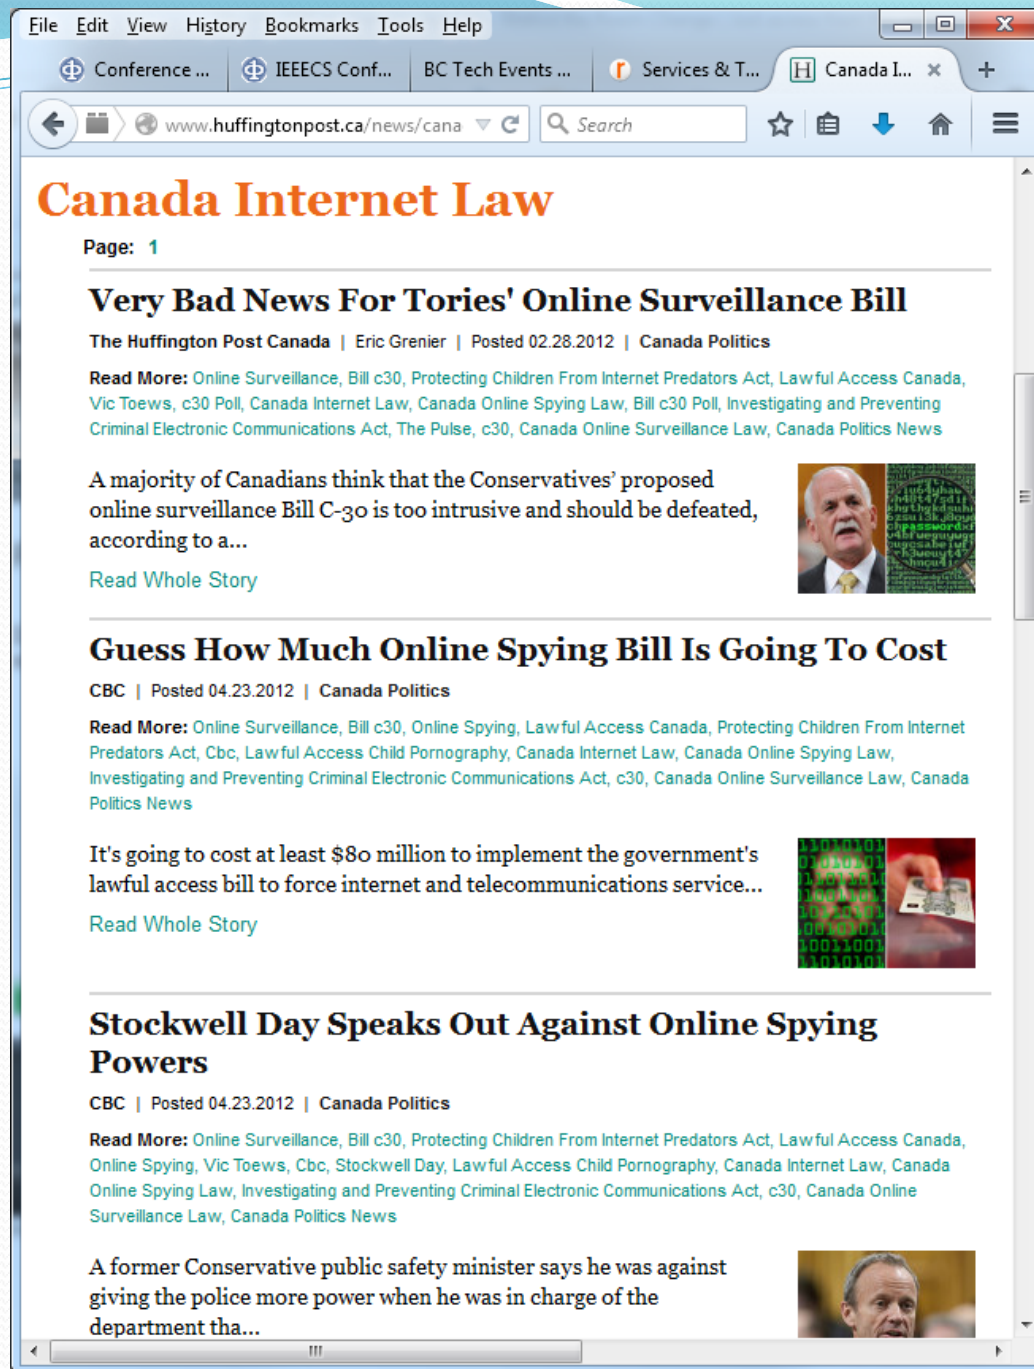 File Edit View History Bookmarks Tools Help
Conference ... IEEECS Conf... BC Tech Events ... Services & T... Canada I...
www.huffingtonpost.ca/news/cana Search
Canada Internet Law
Page: 1
Very Bad News For Tories' Online Surveillance Bill
The Huffington Post Canada | Eric Grenier | Posted 02.28.2012 | Canada Politics
Read More: Online Surveillance, Bill c30, Protecting Children From Internet Predators Act, Lawful Access Canada,
Vic Toews, c30 Poll, Canada Internet Law, Canada Online Spying Law, Bill c30 Poll, Investigating and Preventing
Criminal Electronic Communications Act, The Pulse, c30, Canada Online Surveillance Law, Canada Politics News
A majority of Canadians think that the Conservatives’ proposed
online surveillance Bill C-30 is too intrusive and should be defeated,
according to a...
password
Read Whole Story
Guess How Much Online Spying Bill Is Going To Cost
CBC | Posted 04.23.2012 | Canada Politics
Read More: Online Surveillance, Bill c30, Online Spying, Lawful Access Canada, Protecting Children From Internet
Predators Act, Cbc, Lawful Access Child Pornography, Canada Internet Law, Canada Online Spying Law,
Investigating and Preventing Criminal Electronic Communications Act, c30, Canada Online Surveillance Law, Canada
Politics News
It's going to cost at least $80 million to implement the government's
lawful access bill to force internet and telecommunications service...
Read Whole Story
Stockwell Day Speaks Out Against Online Spying
Powers
CBC | Posted 04.23.2012 | Canada Politics
Read More: Online Surveillance, Bill c30, Protecting Children From Internet Predators Act, Lawful Access Canada,
Online Spying, Vic Toews, Cbc, Stockwell Day, Lawful Access Child Pornography, Canada Internet Law, Canada
Online Spying Law, Investigating and Preventing Criminal Electronic Communications Act, c30, Canada Online
Surveillance Law, Canada Politics News
A former Conservative public safety minister says he was against
giving the police more power when he was in charge of the
department tha...